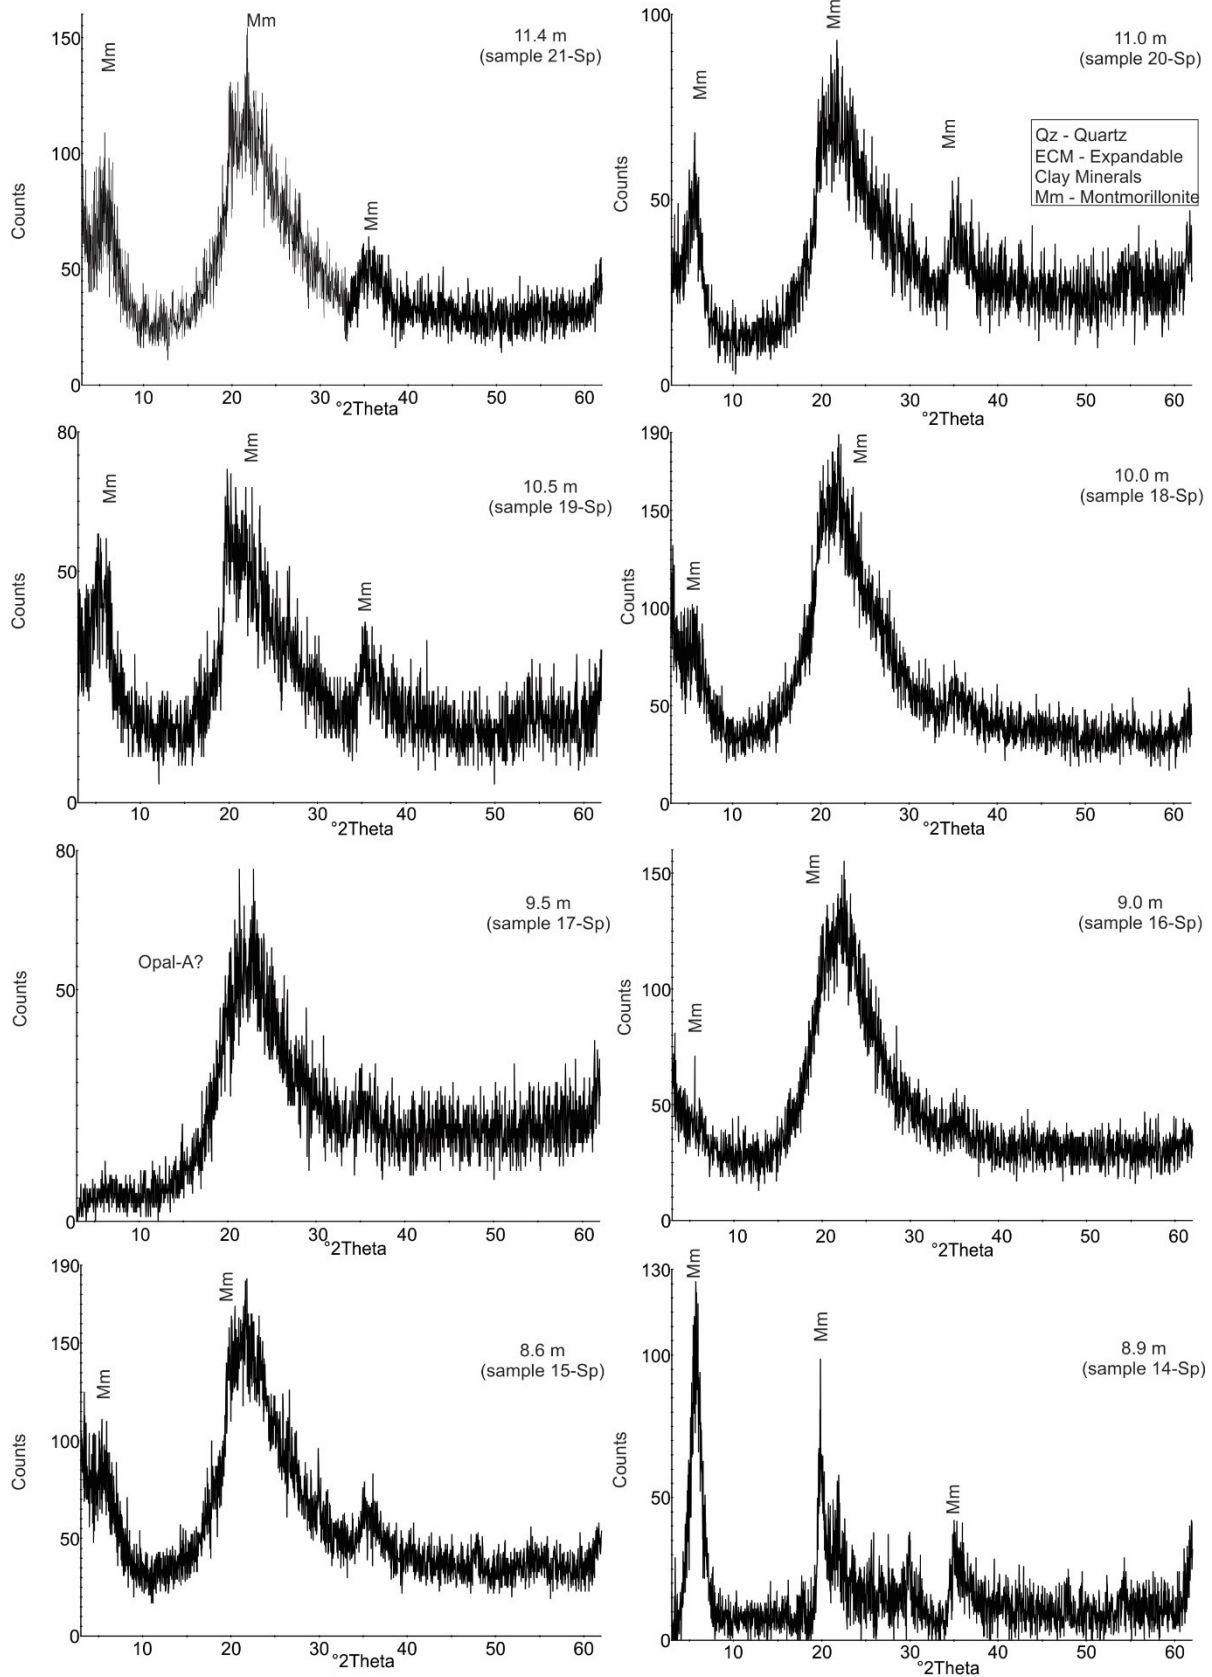 Mm
Mm
Mm
11.4 m
(sample 21-Sp)
Counts
150
100
50
0
10
20
30
40
50
60
°2Theta
Mm
Mm
Mm
11.0 m
(sample 20-Sp)
Qz - Quartz
ECM - Expandable
Clay Minerals
Mm - Montmorillonite
Counts
100
50
0
10
20
30
40
50
60
°2Theta
Mm
Mm
Mm
10.5 m
(sample 19-Sp)
Counts
80
50
0
10
20
30
40
50
60
°2Theta
Mm
Mm
10.0 m
(sample 18-Sp)
Counts
190
150
100
50
0
10
20
30
40
50
60
°2Theta
Opal-A?
9.5 m
(sample 17-Sp)
Counts
80
50
0
10
20
30
40
50
60
°2Theta
Mm
Mm
9.0 m
(sample 16-Sp)
Counts
150
100
50
0
10
20
30
40
50
60
°2Theta
Mm
Mm
8.6 m
(sample 15-Sp)
Counts
190
150
100
50
0
10
20
30
40
50
60
°2Theta
Mm
Mm
Mm
8.9 m
(sample 14-Sp)
Counts
130
100
50
0
10
20
30
40
50
60
°2Theta